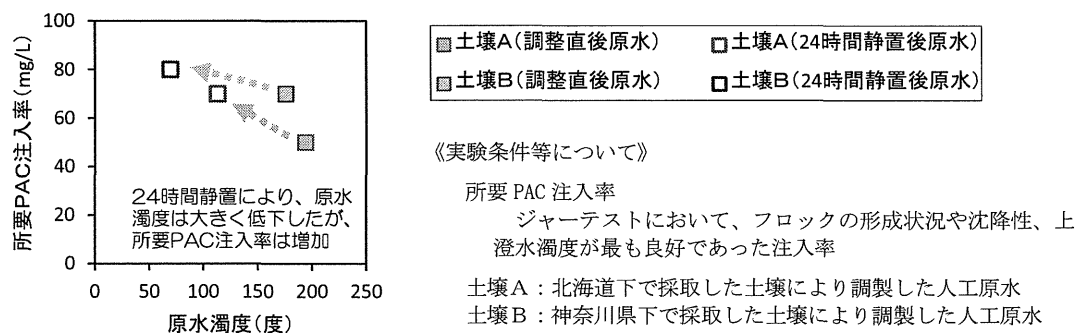 所要PAC注入率(mg/L)
100
80
60
40
20
0
24時間静置により、原水
濁度は大きく低下したが、
所要PAC注入率は増加
0 50 100 150 200 250
原水濁度(度)
土壌A(調整直後原水) 土壌A(24時間静置後原水)
土壌B(調整直後原水) 土壌B(24時間静置後原水)
《実験条件等について》
所要 PAC 注入率
ジャーテストにおいて、フロックの形成状況や沈降性、上
澄水濁度が最も良好であった注入率
土壌A:北海道下で採取した土壌により調製した人工原水
土壌B:神奈川県下で採取した土壌により調製した人工原水